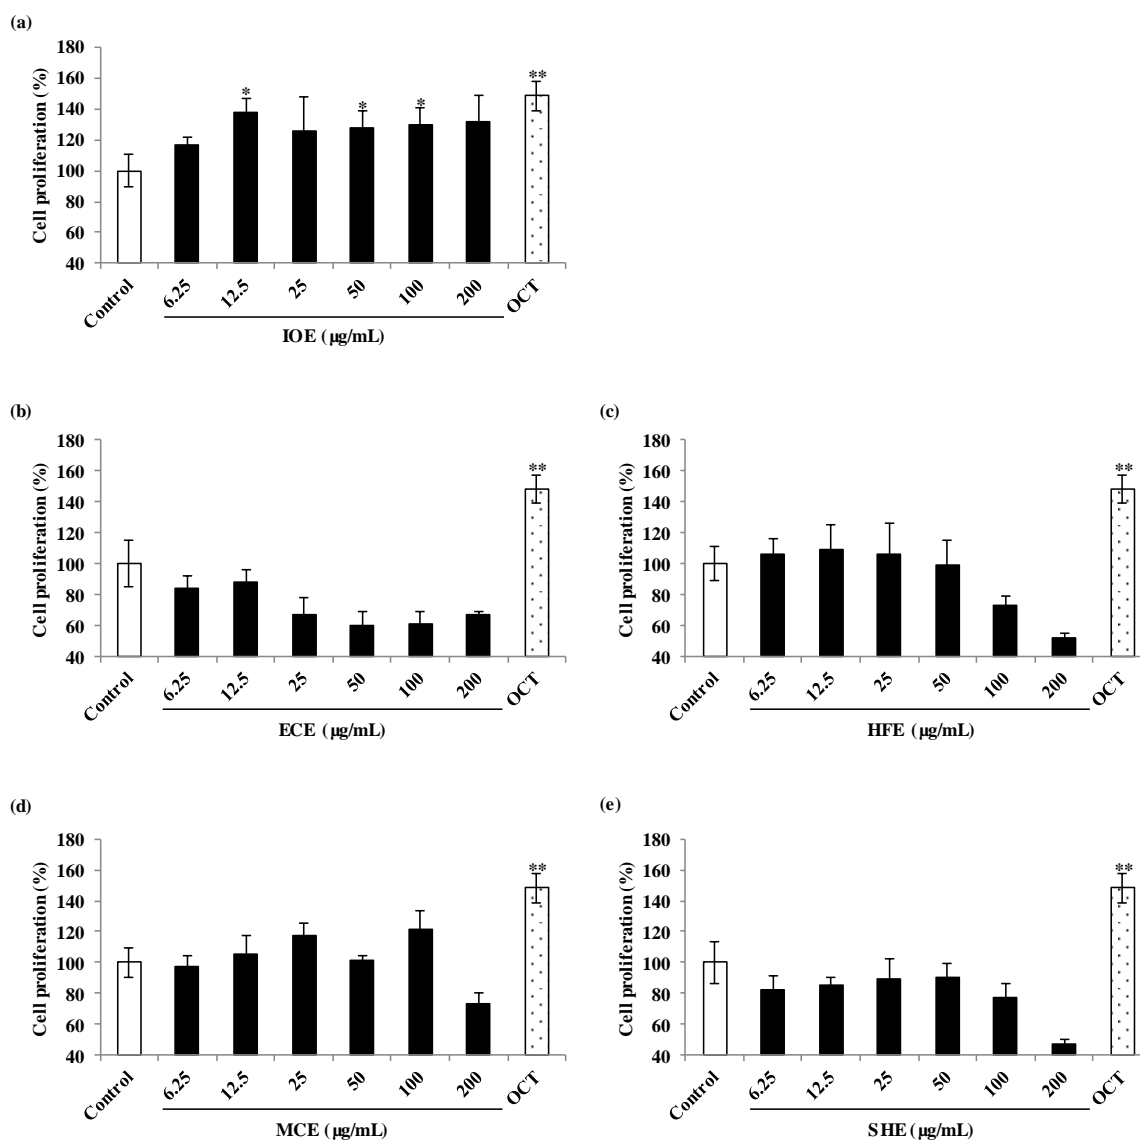 (a)
180
160
140
120
100
80
60
40
Cell proliferation (%)
* * * **
Control 6.25 12.5 25 50 100 200 OCT
IOE (µg/mL)
(b)
180
160
140
120
100
80
60
40
Cell proliferation (%)
**
Control 6.25 12.5 25 50 100 200 OCT
ECE (µg/mL)
(c)
180
160
140
120
100
80
60
40
Cell proliferation (%)
**
Control 6.25 12.5 25 50 100 200 OCT
HFE (µg/mL)
(d)
180
160
140
120
100
80
60
40
Cell proliferation (%)
**
Control 6.25 12.5 25 50 100 200 OCT
MCE (µg/mL)
(e)
180
160
140
120
100
80
60
40
Cell proliferation (%)
**
Control 6.25 12.5 25 50 100 200 OCT
SHE (µg/mL)